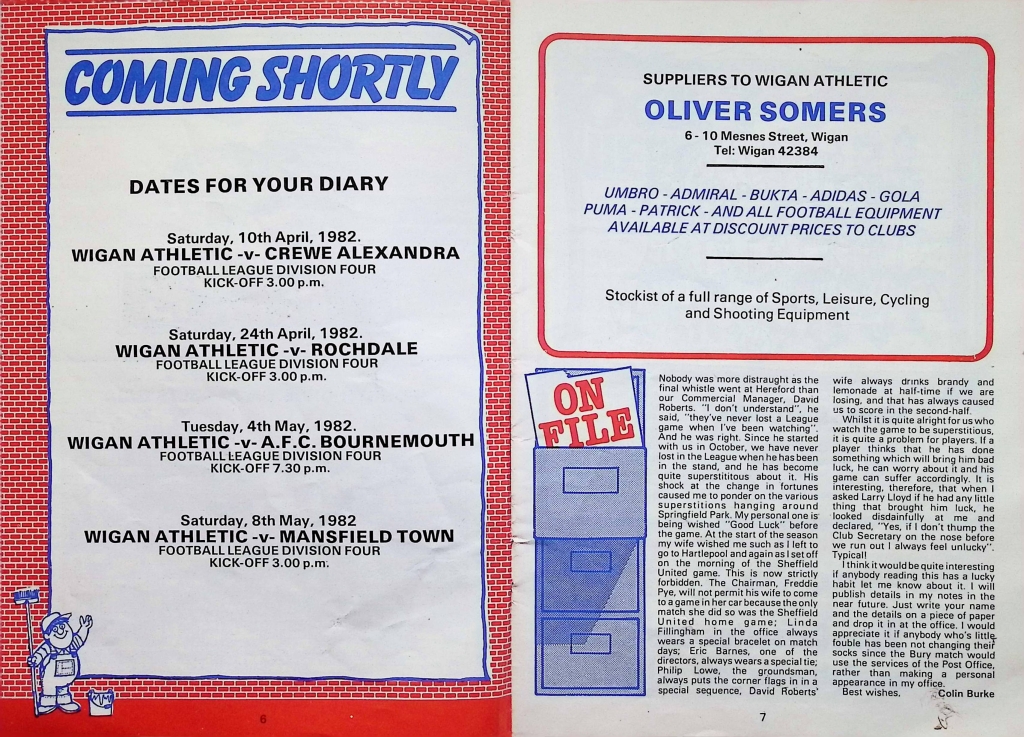 COMING SHORTLY
DATES FOR YOUR DIARY
Saturday, 10th April, 1982.
WIGAN ATHLETIC -v- CREWE ALEXANDRA
FOOTBALL LEAGUE DIVISION FOUR
KICK-OFF 3.00 p.m.
Saturday, 24th April, 1982.
WIGAN ATHLETIC -v- ROCHDALE
FOOTBALL LEAGUE DIVISION FOUR
KICK-OFF 3.00 p.m.
Tuesday, 4th May, 1982.
WIGAN ATHLETIC -v- A.F.C. BOURNEMOUTH
FOOTBALL LEAGUE DIVISION FOUR
KICK-OFF 7.30 p.m.
Saturday, 8th May, 1982
WIGAN ATHLETIC -v- MANSFIELD TOWN
FOOTBALL LEAGUE DIVISION FOUR
KICK-OFF 3.00 p.m.
6
SUPPLIERS TO WIGAN ATHLETIC
OLIVER SOMERS
6 - 10 Mesnes Street, Wigan
Tel: Wigan 42384
UMBRO - ADMIRAL - BUKTA - ADIDAS - GOLA
PUMA - PATRICK - AND ALL FOOTBALL EQUIPMENT
AVAILABLE AT DISCOUNT PRICES TO CLUBS
Stockist of a full range of Sports, Leisure, Cycling
and Shooting Equipment
ON
FILE
Nobody was more distraught as the
final whistle went at Hereford than
our Commercial Manager, David
Roberts. "I don't understand", he
said, "they've never lost a League
game when I've been watching".
And he was right. Since he started
with us in October, we have never
lost in the League when he has been
in the stand, and he has become
quite superstititous about it. His
shock at the change in fortunes
caused me to ponder on the various
superstitions hanging around
Springfield Park. My personal one is
being wished "Good Luck" before
the game. At the start of the season
my wife wished me such as I left to
go to Hartlepool and again as I set off
on the morning of the Sheffield
United game. This is now strictly
forbidden. The Chairman, Freddie
Pye, will not permit his wife to come
to a game in her car because the only
match she did so was the Sheffield
United home game; Linda
Fillingham in the office always
wears a special bracelet on match
days; Eric Barnes, one of the
directors, always wears a special tie;
Philip Lowe, the groundsman,
always puts the corner flags in in a
special sequence, David Roberts'
wife always drinks brandy and
lemonade at half-time if we are
losing, and that has always caused
us to score in the second-half.
Whilst it is quite alright for us who
watch the game to be superstitious,
it is quite a problem for players. If a
player thinks that he has done
something which will bring him bad
luck, he can worry about it and his
game can suffer accordingly. It is
interesting, therefore, that when I
asked Larry Lloyd if he had any little
thing that brought him luck, he
looked disdainfully at me and
declared, "Yes, if I don't thump the
Club Secretary on the nose before
we run out I always feel unlucky".
Typical!
I think it would be quite interesting
if anybody reading this has a lucky
habit let me know about it. I will
publish details in my notes in the
near future. Just write your name
and the details on a piece of paper
and drop it in at the office. I would
appreciate it if anybody who's little
fouble has been not changing their
socks since the Bury match would
use the services of the Post Office,
rather than making a personal
appearance in my office.
Best wishes, Colin Burke
7